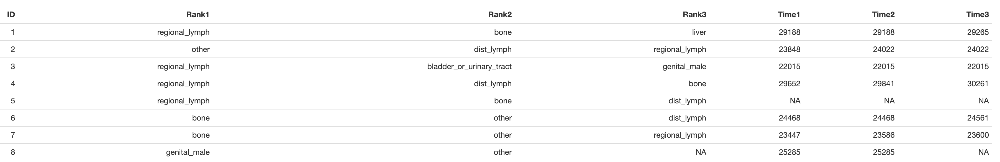 ID Rank1 Rank2 Rank3 Time1 Time2 Time3
1 regional_lymph bone liver 29188 29188 29265
2 other dist_lymph regional_lymph 23848 24022 24022
3 regional_lymph bladder_or_urinary_tract genital_male 22015 22015 22015
4 regional_lymph dist_lymph bone 29652 29841 30261
5 regional_lymph bone dist_lymph NA NA NA
6 bone other dist_lymph 24468 24468 24561
7 bone other regional_lymph 23447 23586 23600
8 genital_male other NA 25285 25285 NA